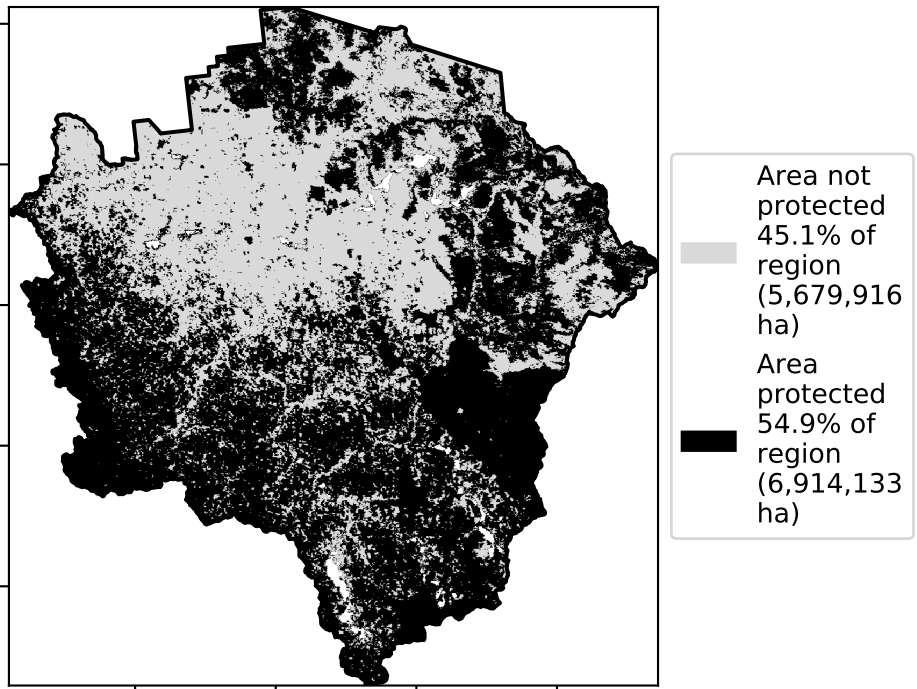 Area not
protected
45.1% of
region
(5,679,916
ha)
Area
protected
54.9% of
region
(6,914,133
ha)